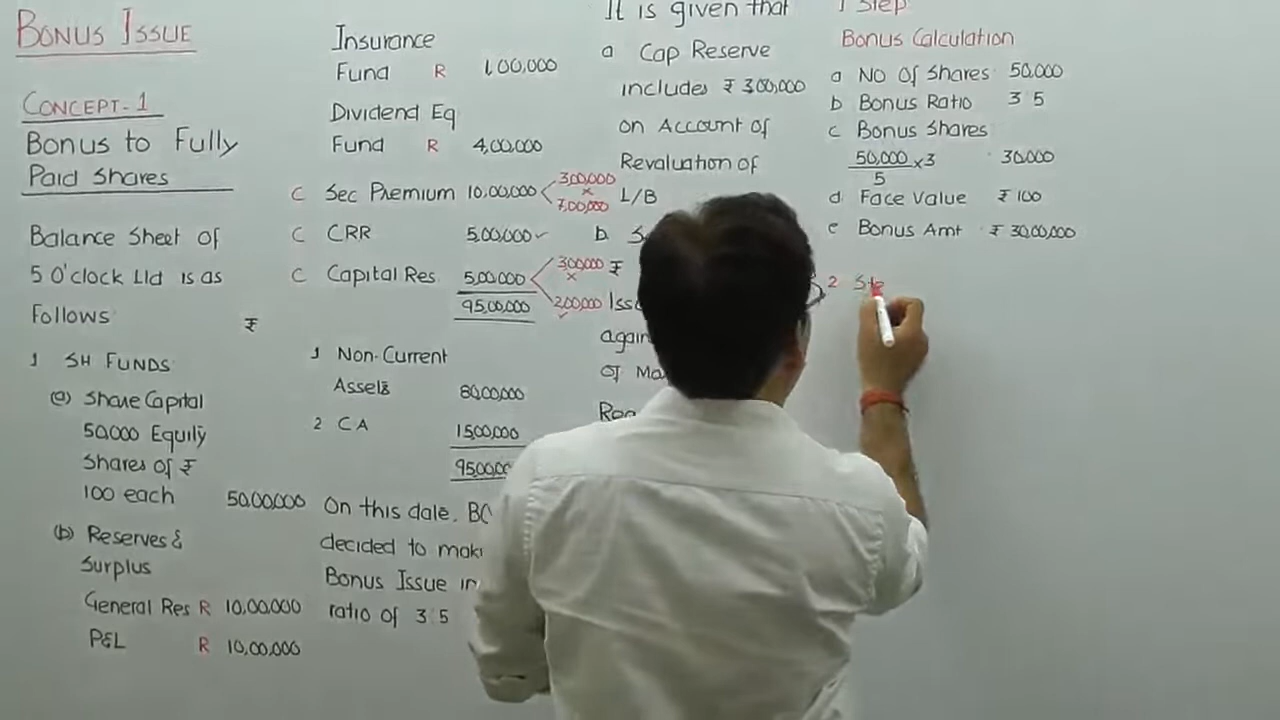 BONUS ISSUE
CONCEPT-1
Bonus to Fully
Paid Shares
Balance Sheet of
5 O'clock Ltd is as
Follows
₹
1 SH FUNDS
(a) Share Capital
50,000 Equity
Shares of ₹
100 each 50,00,000
(b) Reserves &
Surplus
General Res R 10,00,000
P&L R 10,00,000
Insurance
Fund R 1,00,000
Dividend Eq
Fund R 4,00,000
C Sec Premium 10,00,000 < 3,00,000 ×
7,00,000
C CRR 5,00,000 ✓
C Capital Res 5,00,000 < 3,00,000 ×
2,00,000 ✓
95,00,000
1 Non-Current
Assets 80,00,000
2 CA 15,00,000
95,00,00
On this date, BO
decided to mak
Bonus Issue in
ratio of 3 5
It is given that
a Cap Reserve
includes ₹ 3,00,000
on Account of
Revaluation of
L/B
b S
₹
Iss
again
of Ma
1 Step
Bonus Calculation
a No Of Shares 50,000
b Bonus Ratio 3 5
c Bonus Shares
50,000 × 3 30,000
5
d Face Value ₹ 100
e Bonus Amt ₹ 30,00,000
2 Ste